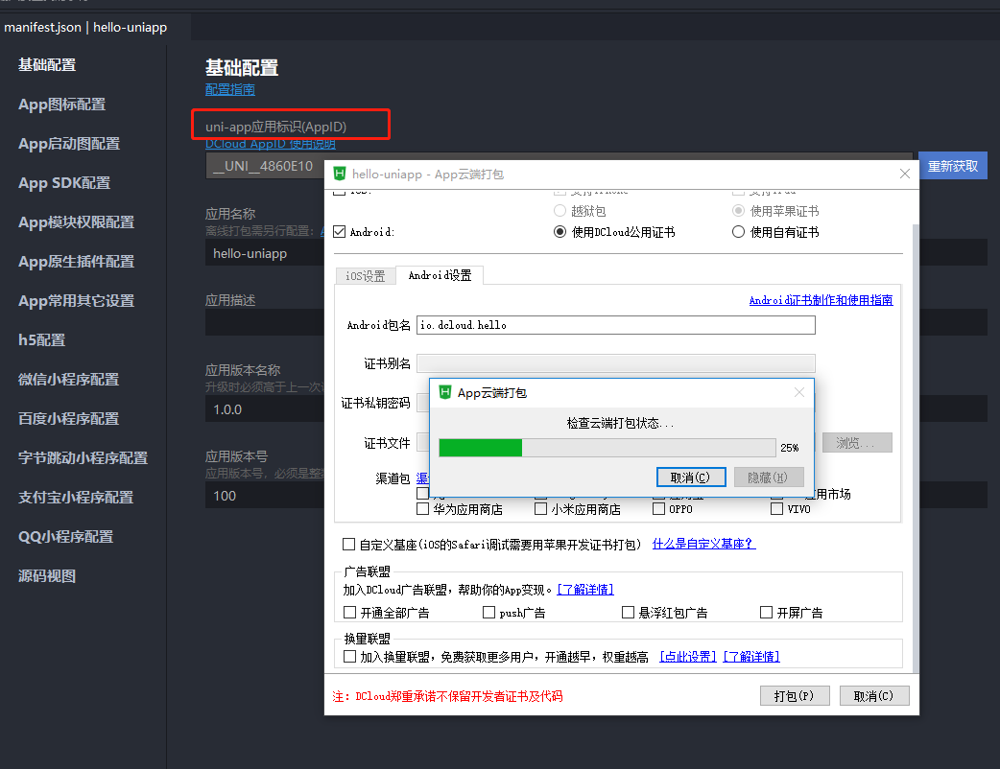 manifest.json | hello-uniapp
基础配置
App图标配置
App启动图配置
App SDK配置
App模块权限配置
App原生插件配置
App常用其它设置
h5配置
微信小程序配置
百度小程序配置
字节跳动小程序配置
支付宝小程序配置
QQ小程序配置
源码视图
基础配置
配置指南
uni-app应用标识(AppID)
DCloud AppID 使用说明
__UNI__4860E10
重新获取
应用名称
离线打包需另行配置：
hello-uniapp
应用描述
应用版本名称
升级时必须高于上一次
1.0.0
应用版本号
应用版本号，必须是整
100
hello-uniapp - App云端打包
越狱包
使用苹果证书
Android:
使用DCloud公用证书
使用自有证书
iOS设置
Android设置
Android证书制作和使用指南
Android包名
io.dcloud.hello
证书别名
证书私钥密码
证书文件
浏览...
渠道包
应用市场
华为应用商店
小米应用商店
OPPO
VIVO
App云端打包
检查云端打包状态...
25%
取消(C)
隐藏(H)
自定义基座(iOS的Safari调试需要用苹果开发证书打包)
什么是自定义基座？
广告联盟
加入DCloud广告联盟，帮助你的App变现。[了解详情]
开通全部广告
push广告
悬浮红包广告
开屏广告
换量联盟
加入换量联盟，免费获取更多用户，开通越早，权重越高 [点此设置] [了解详情]
注：DCloud郑重承诺不保留开发者证书及代码
打包(P)
取消(C)